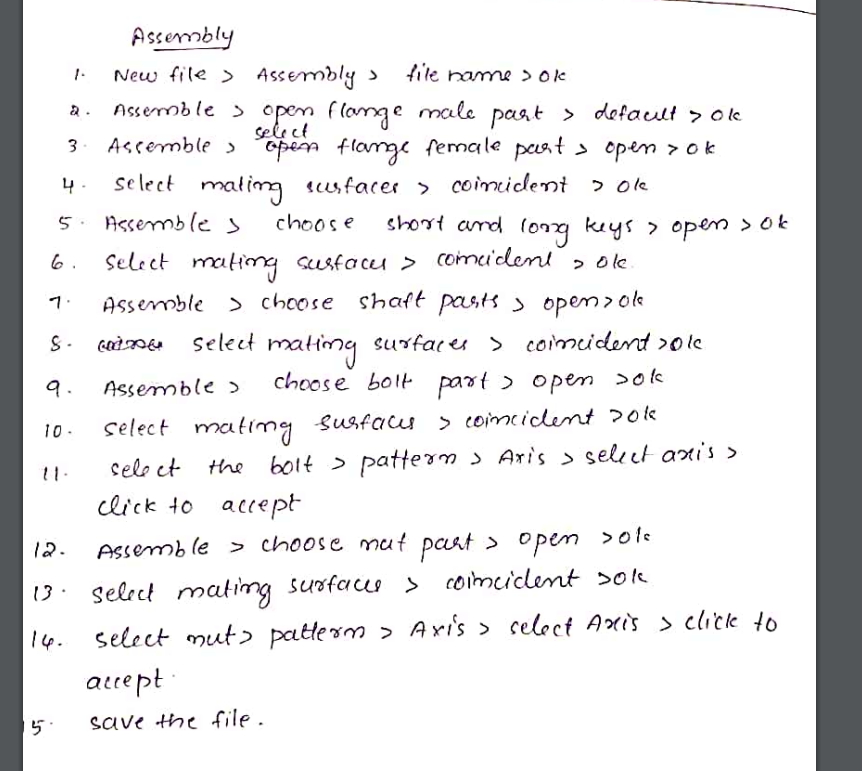 Assembly
1. New file > Assembly > file name > ok
2. Assemble > open flange male part > default > ok
3. Assemble > select flange female part > open > ok
4. select mating surfaces > coincident > ok
5. Assemble > choose short and long keys > open > ok
6. Select mating surfaces > coincident > ok.
7. Assemble > choose shaft parts > open > ok
8. select mating surfaces > coincident > ok
9. Assemble > choose bolt part > open > ok
10. select mating surfaces > coincident > ok
11. select the bolt > pattern > Axis > select axis >
click to accept
12. Assemble > choose nut part > open > ok
13. select mating surfaces > coincident > ok
14. select nut > pattern > Axis > select Axis > click to
accept.
15. save the file.